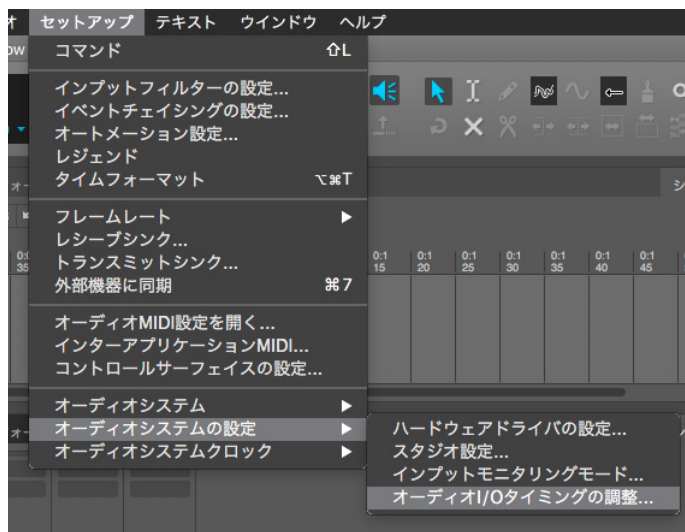 オ セットアップ テキスト ウインドウ ヘルプ
ow コマンド ⇧L
インプットフィルターの設定...
イベントチェイシングの設定...
オートメーション設定...
レジェンド
タイムフォーマット ⌥⌘T
オー シ
フレームレート ▶
レシーブシンク...
0:0 トランスミットシンク... 0:1 0:1 0:1 0:1 0:1 0:1 0:1
35 15 20 25 30 35 40 45
外部機器に同期 ⌘7
オーディオMIDI設定を開く...
インターアプリケーションMIDI...
コントロールサーフェイスの設定...
オーディオシステム ▶
オー オーディオシステムの設定 ▶
オーディオシステムクロック ▶
ハードウェアドライバの設定...
スタジオ設定...
インプットモニタリングモード...
オーディオI/Oタイミングの調整...